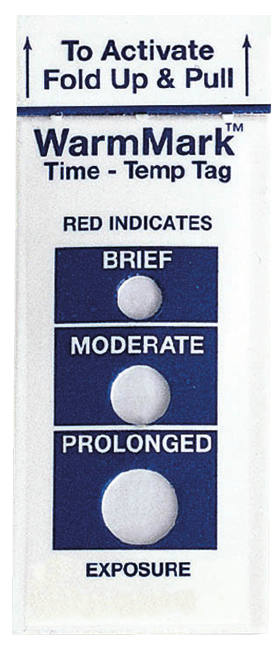 To Activate
Fold Up & Pull
WarmMark™
Time - Temp Tag
RED INDICATES
BRIEF
MODERATE
PROLONGED
EXPOSURE